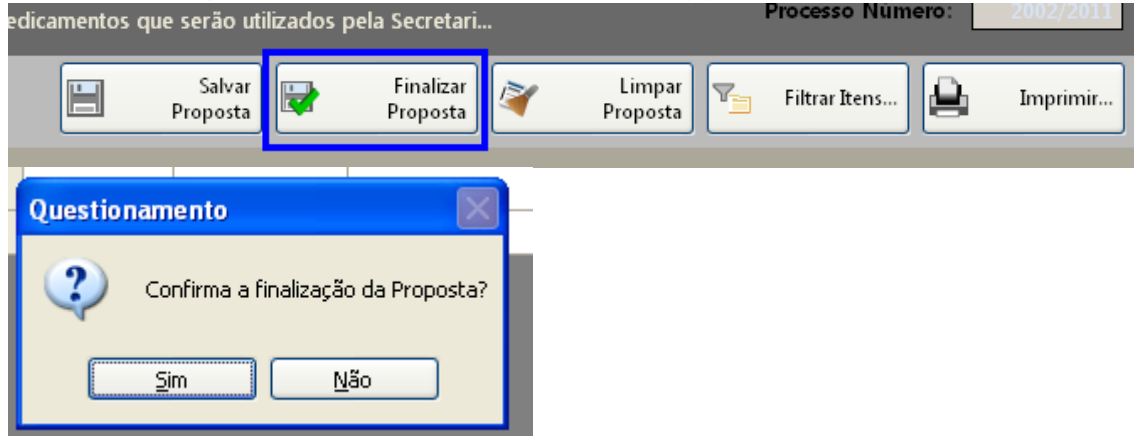 edicamentos que serão utilizados pela Secretari...
Processo Número: 2002/2011
Salvar
Proposta
Finalizar
Proposta
Limpar
Proposta
Filtrar Itens...
Imprimir...
Questionamento
Confirma a finalização da Proposta?
Sim
Não